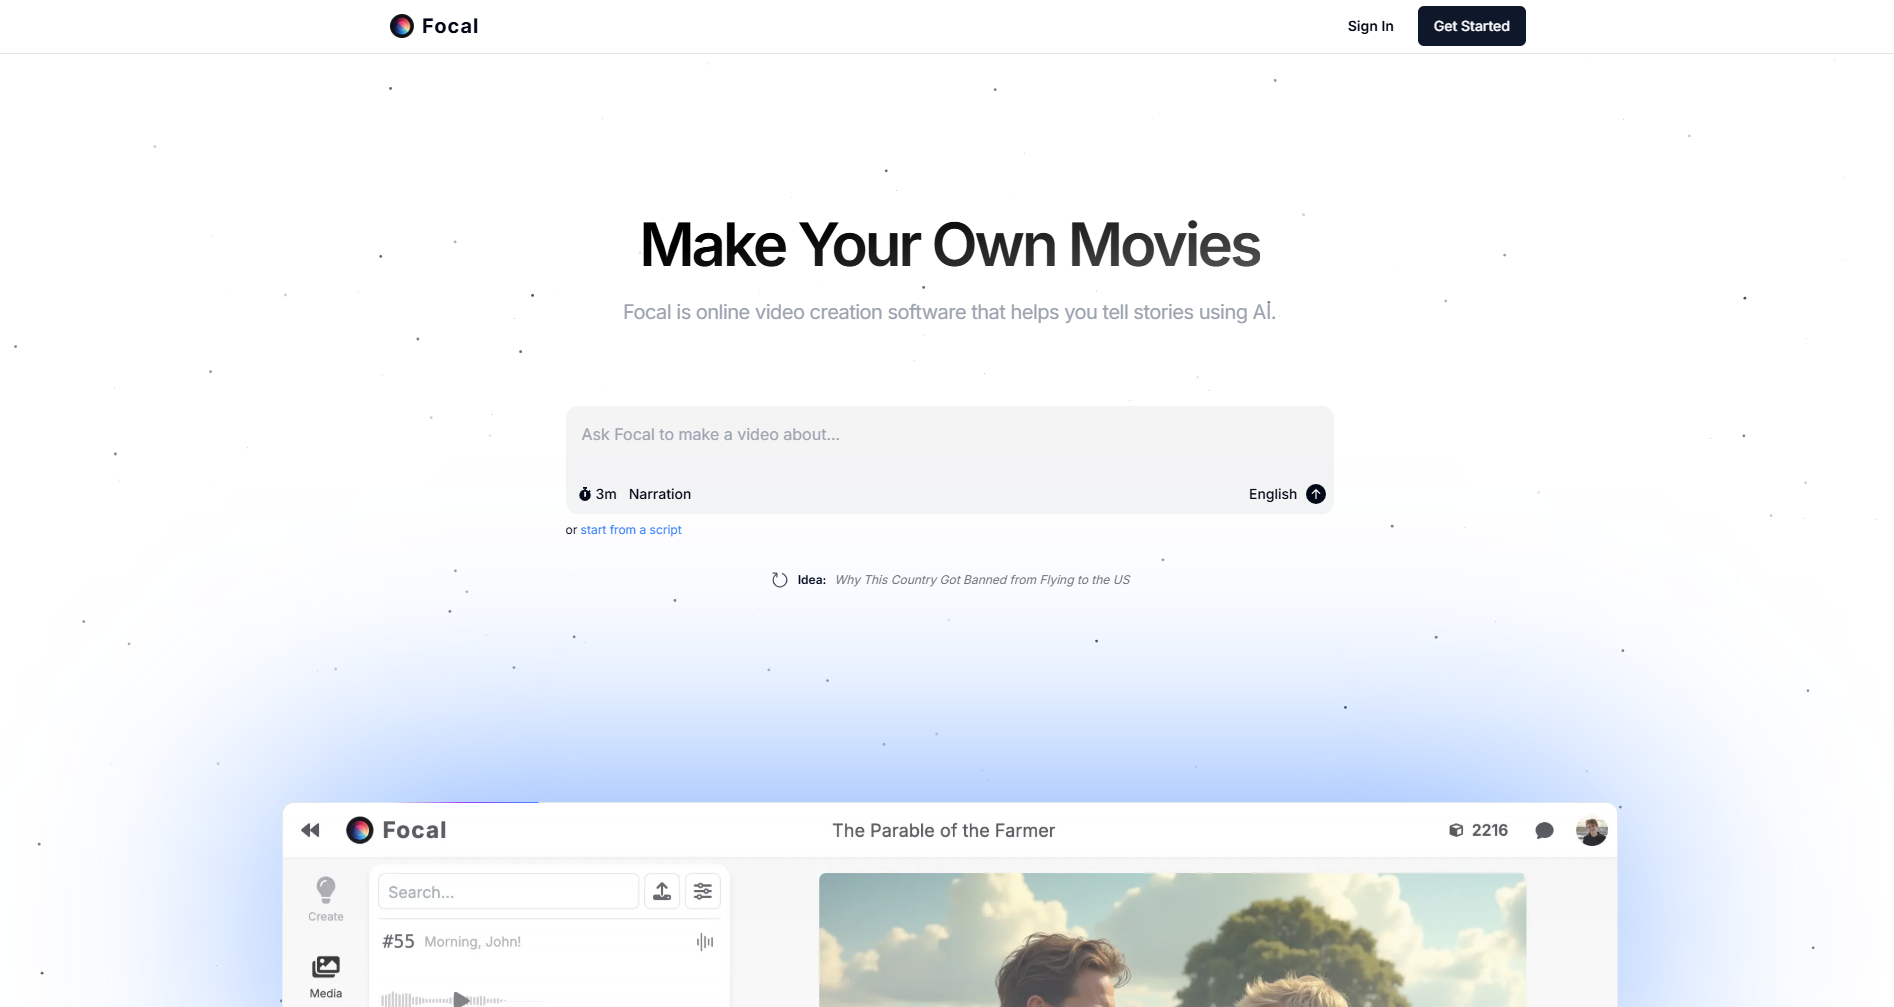 Focal
Sign In
Get Started
Make Your Own Movies
Focal is online video creation software that helps you tell stories using AI.
Ask Focal to make a video about...
3m Narration
English
or start from a script
Idea: Why This Country Got Banned from Flying to the US
Focal
The Parable of the Farmer
2216
Create
Search...
#55 Morning, John!
Media